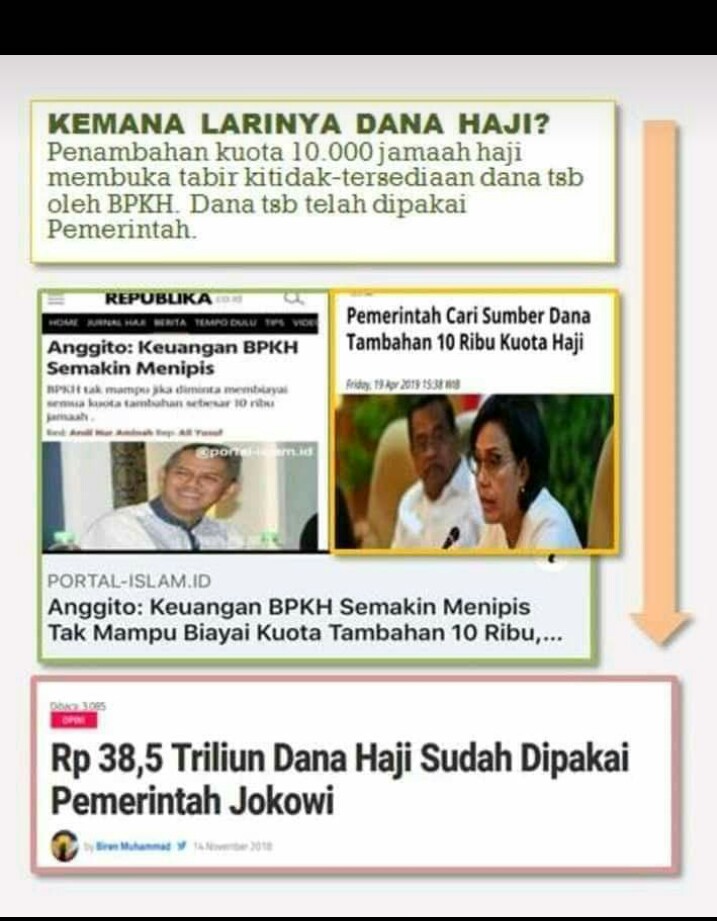 KEMANA LARINYA DANA HAJI?
Penambahan kuota 10.000 jamaah haji
membuka tabir kitidak-tersediaan dana tsb
oleh BPKH. Dana tsb telah dipakai
Pemerintah.
REPUBLIKA.co.id
HOME JURNAL HAJI BERITA TEMPO DULU TIPS VIDE
Anggito: Keuangan BPKH
Semakin Menipis
BPKH tak mampu jika diminta membiayai
semua kuota tambahan sebesar 10 ribu
jamaah .
Red: Andi Nur Aminah Rep: Ali Yusuf
@portal-islam.id
Pemerintah Cari Sumber Dana
Tambahan 10 Ribu Kuota Haji
Friday, 19 Apr 2019 15:38 WIB
PORTAL-ISLAM.ID
Anggito: Keuangan BPKH Semakin Menipis
Tak Mampu Biayai Kuota Tambahan 10 Ribu,...
Dibaca 3.085
OPINI
Rp 38,5 Triliun Dana Haji Sudah Dipakai
Pemerintah Jokowi
by Biren Muhammad 14 November 2018